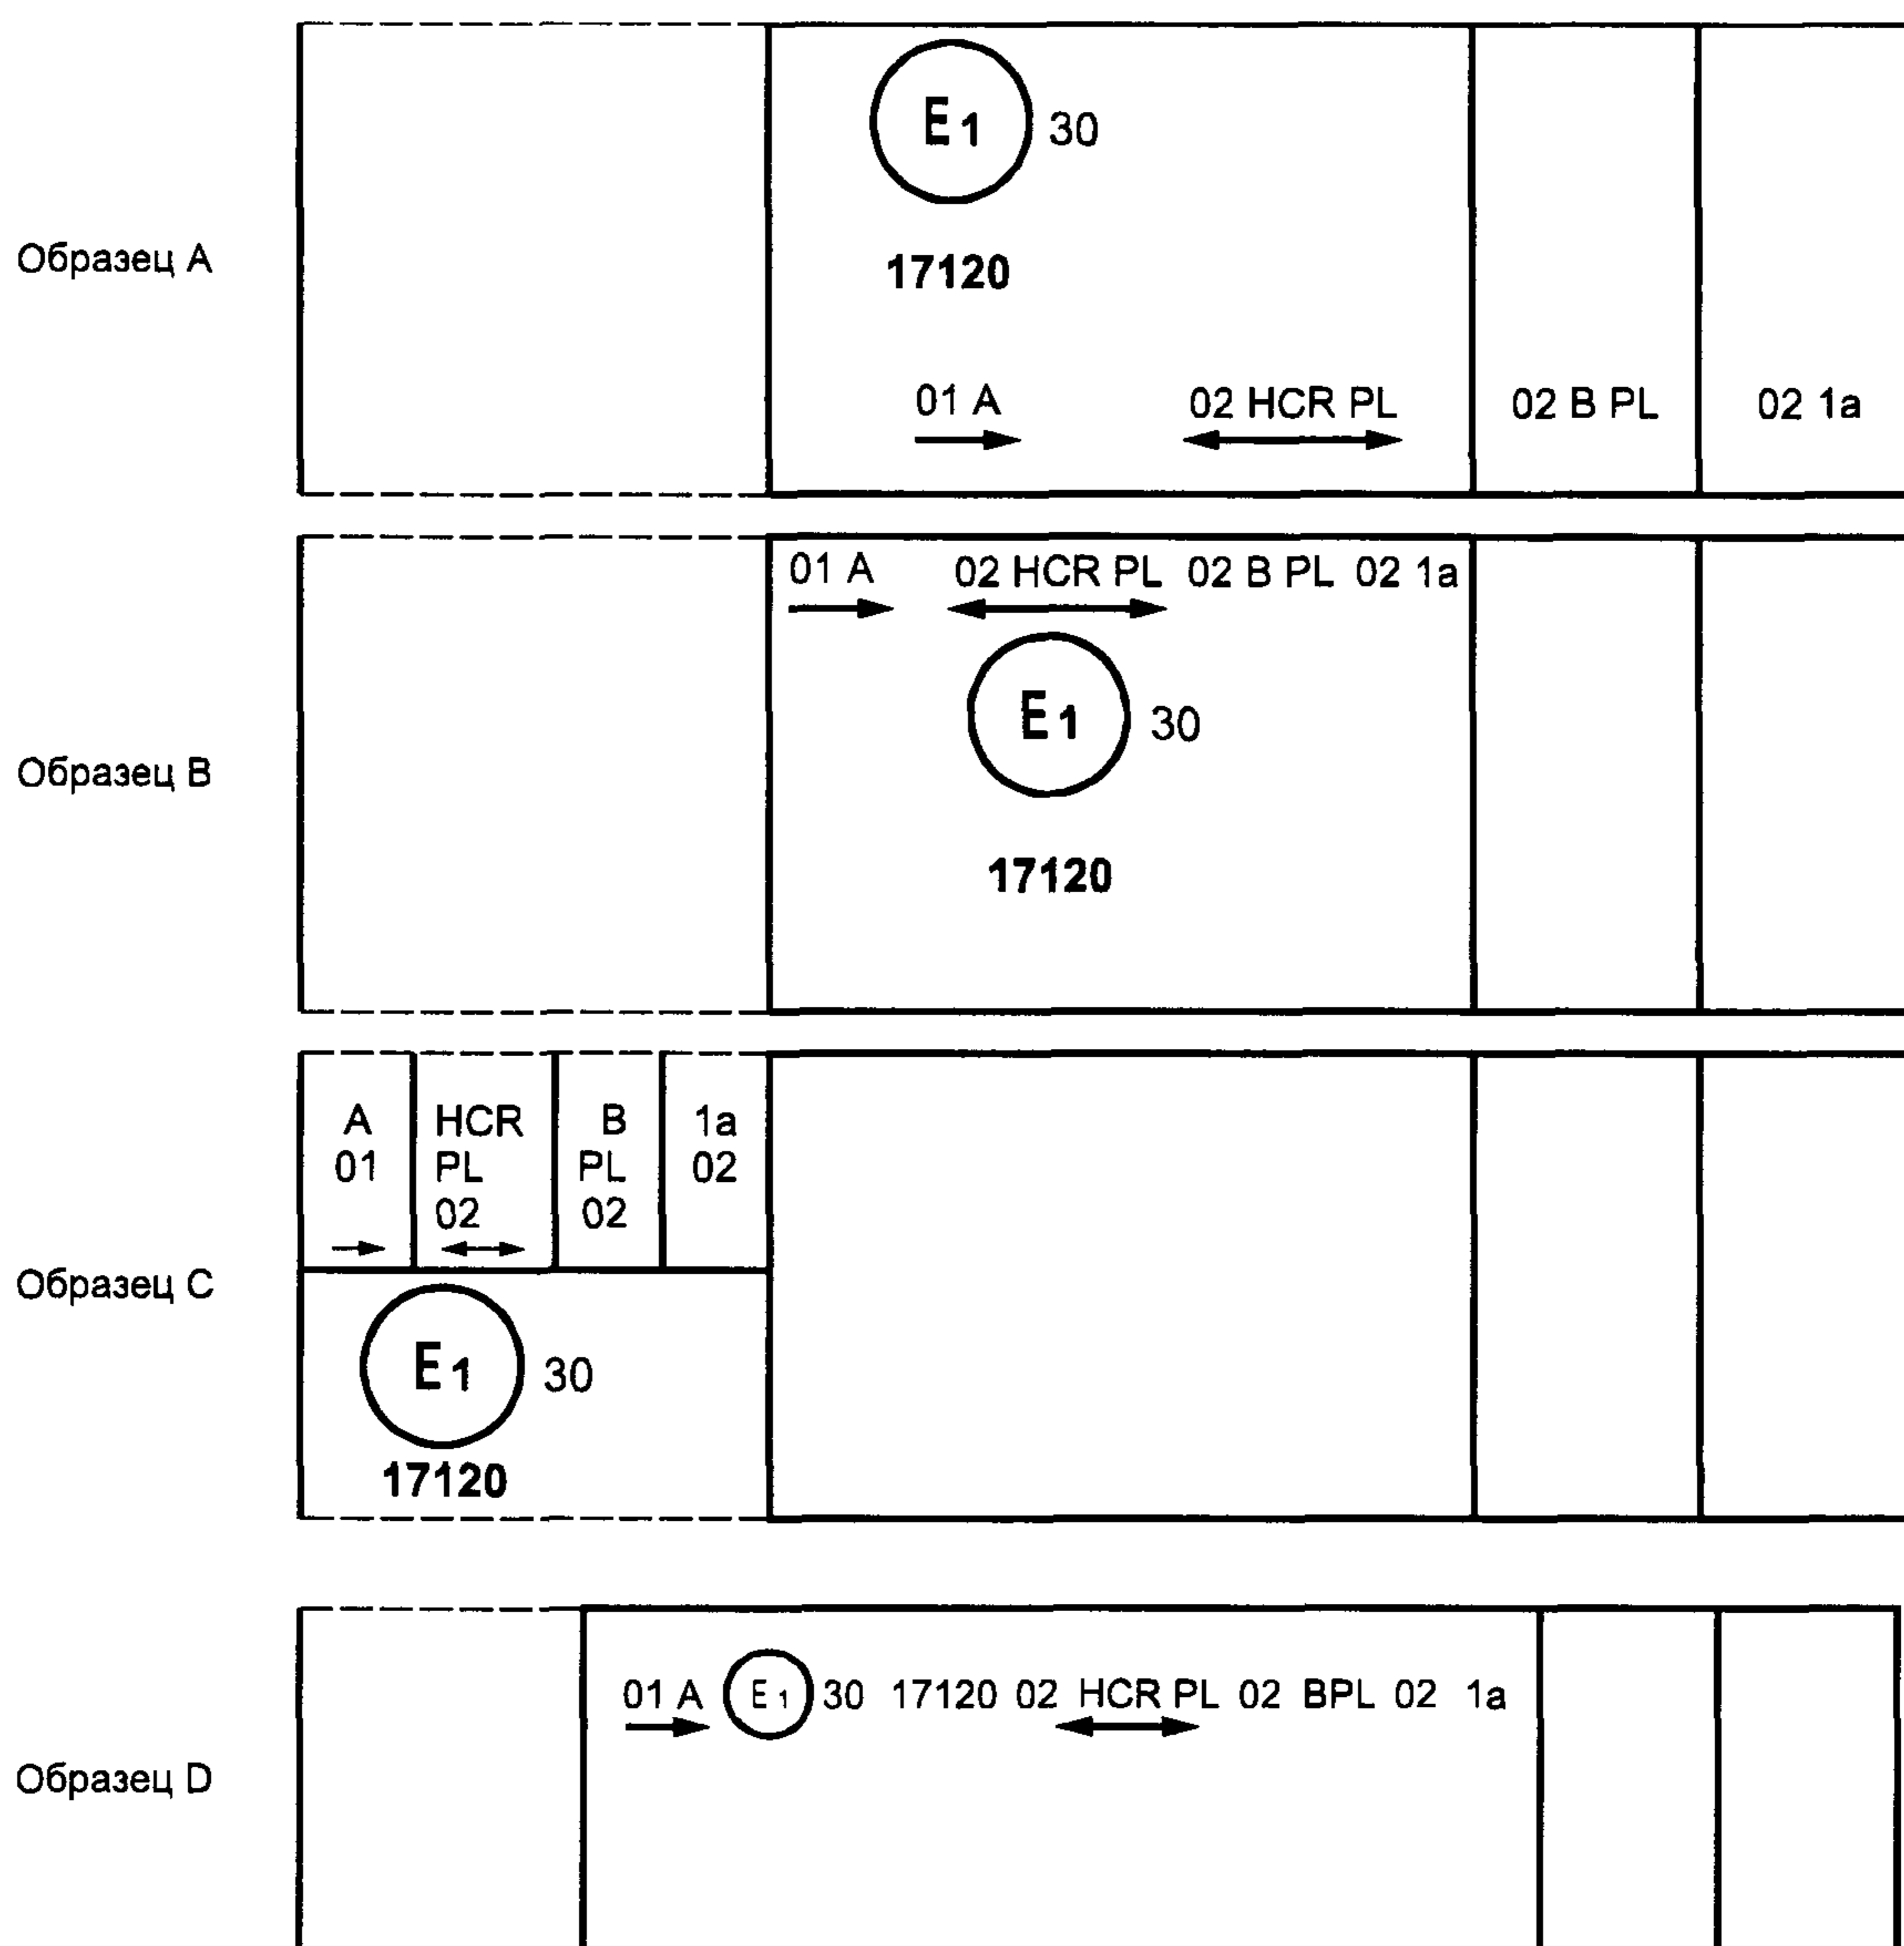 Образец A
E1 30
17120
01 A 02 HCR PL 02 B PL 02 1a
Образец B
01 A 02 HCR PL 02 B PL 02 1a
E1 30
17120
Образец C
A HCR B 1a
01 PL PL 02
02 02
E1 30
17120
Образец D
01 A E1 30 17120 02 HCR PL 02 BPL 02 1a